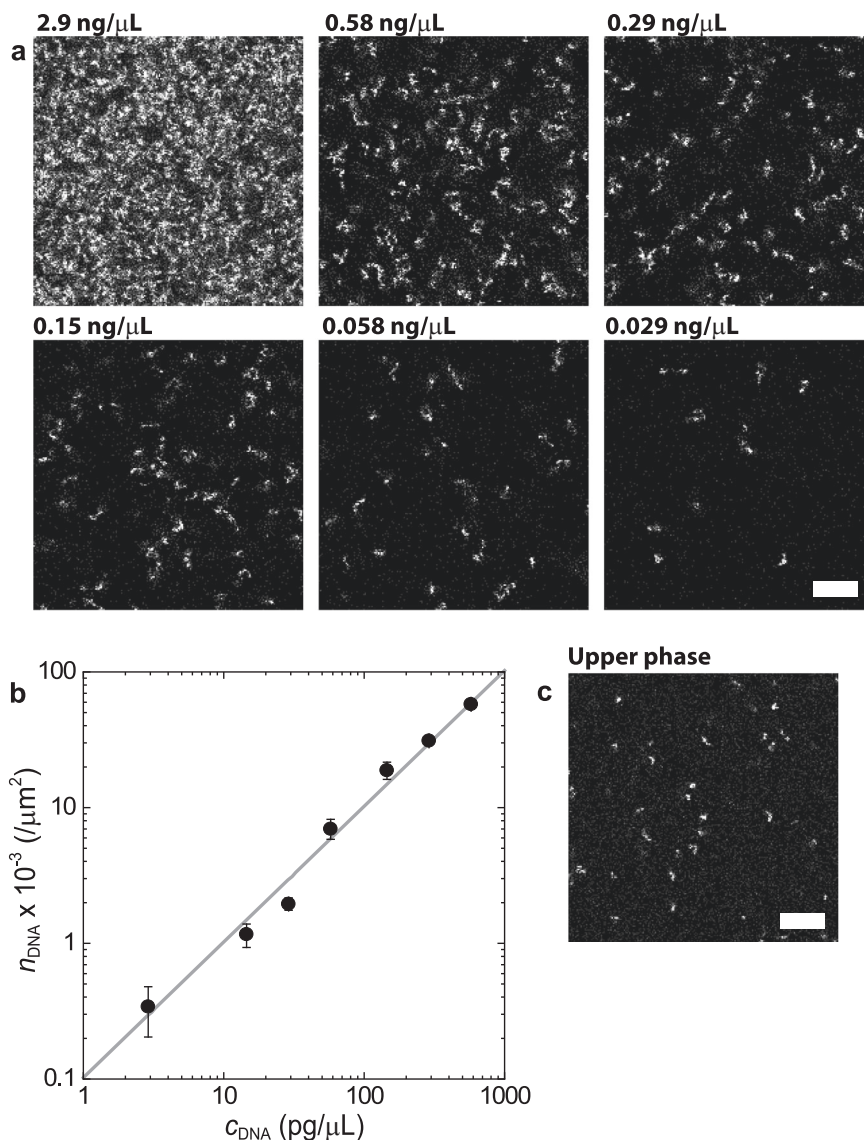 2.9 ng/μL 0.58 ng/μL 0.29 ng/μL
a
0.15 ng/μL 0.058 ng/μL 0.029 ng/μL
b
100
10
1
0.1
n_DNA x 10⁻³ (/μm²)
1 10 100 1000
c_DNA (pg/μL)
Upper phase
c